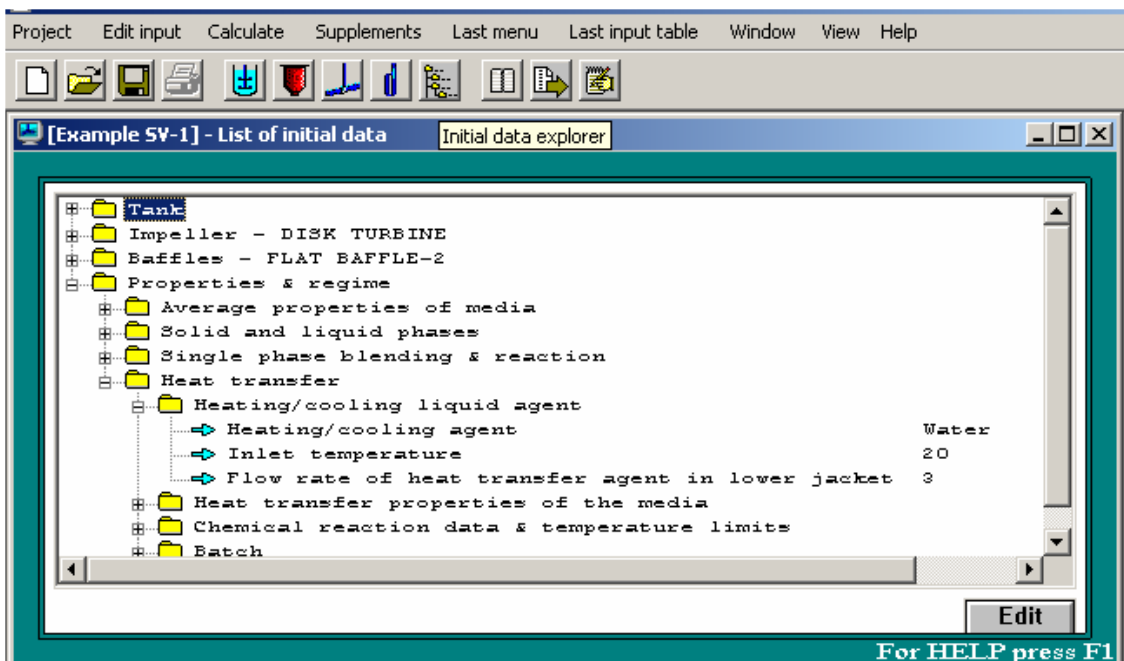 Project Edit input Calculate Supplements Last menu Last input table Window View Help
[Example SV-1] - List of initial data
Initial data explorer
Tank
Impeller - DISK TURBINE
Baffles - FLAT BAFFLE-2
Properties & regime
Average properties of media
Solid and liquid phases
Single phase blending & reaction
Heat transfer
Heating/cooling liquid agent
Heating/cooling agent Water
Inlet temperature 20
Flow rate of heat transfer agent in lower jacket 3
Heat transfer properties of the media
Chemical reaction data & temperature limits
Batch
Edit
For HELP press F1